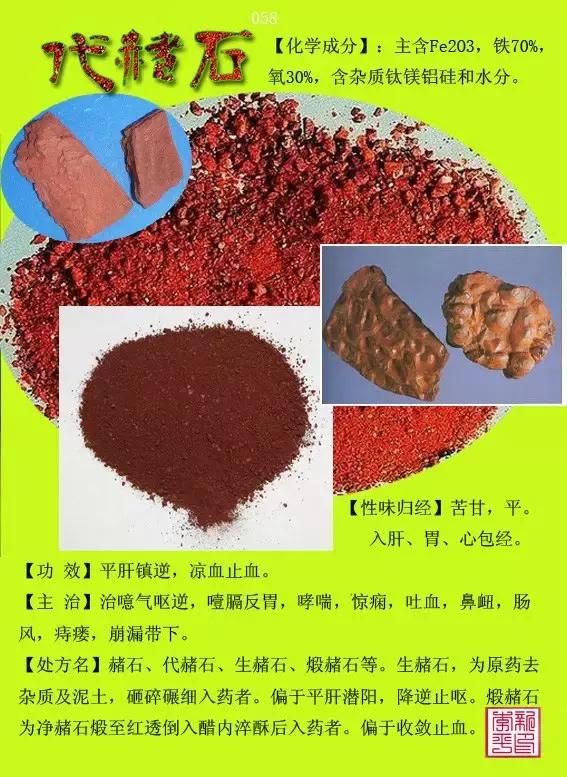 058
代赭石
【化学成分】：主含Fe2O3，铁70%，
氧30%，含杂质钛镁铝硅和水分。
【性味归经】苦甘，平。
入肝、胃、心包经。
【功 效】平肝镇逆，凉血止血。
【主 治】治噫气呕逆，噎膈反胃，哮喘，惊痫，吐血，鼻衄，肠
风，痔瘘，崩漏带下。
【处方名】赭石、代赭石、生赭石、煅赭石等。生赭石，为原药去
杂质及泥土，砸碎碾细入药者。偏于平肝潜阳，降逆止呕。煅赭石
为净赭石煅至红透倒入醋内淬酥后入药者。偏于收敛止血。